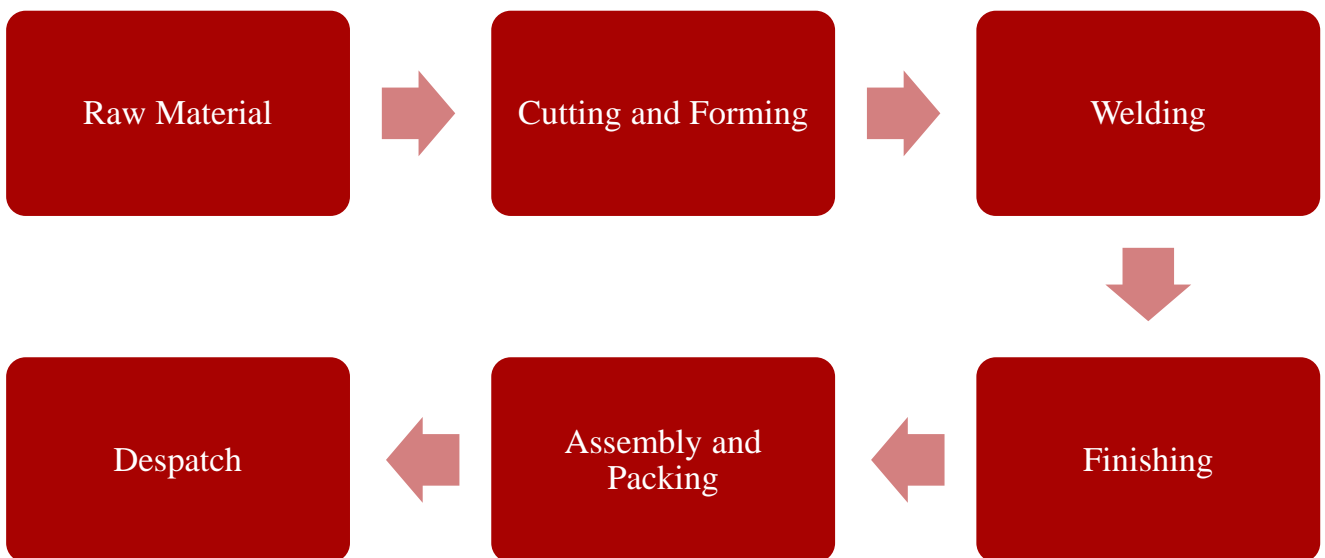 Raw Material
Cutting and Forming
Welding
Finishing
Assembly and
Packing
Despatch